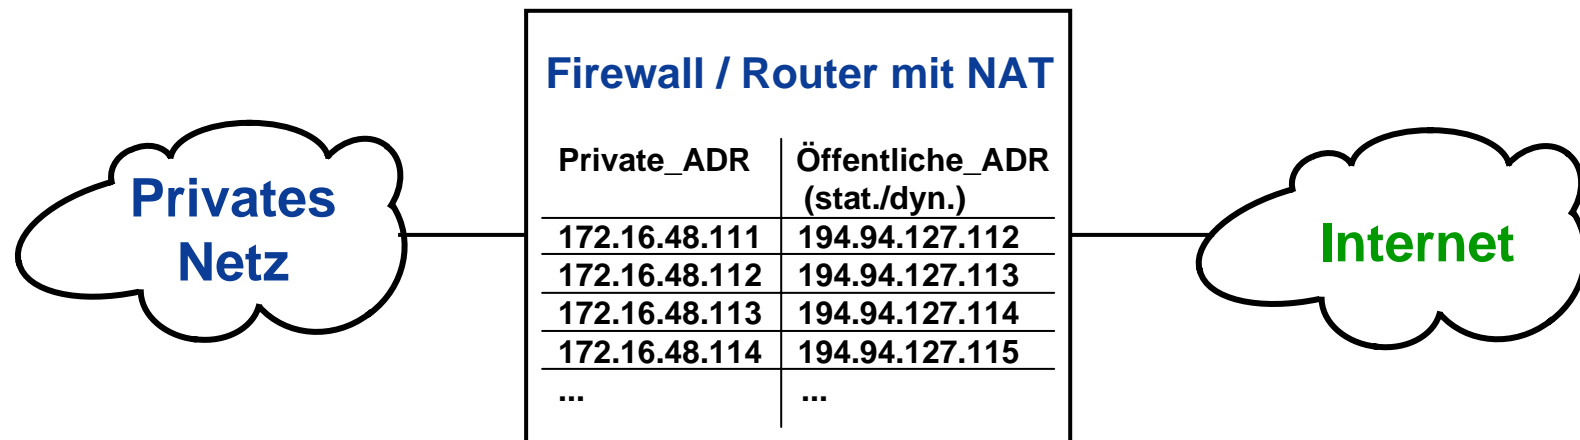 Firewall / Router mit NAT
Privates
Netz
Private_ADR Öffentliche_ADR
(stat./dyn.)
172.16.48.111 194.94.127.112
172.16.48.112 194.94.127.113
172.16.48.113 194.94.127.114
172.16.48.114 194.94.127.115
... ...
Internet